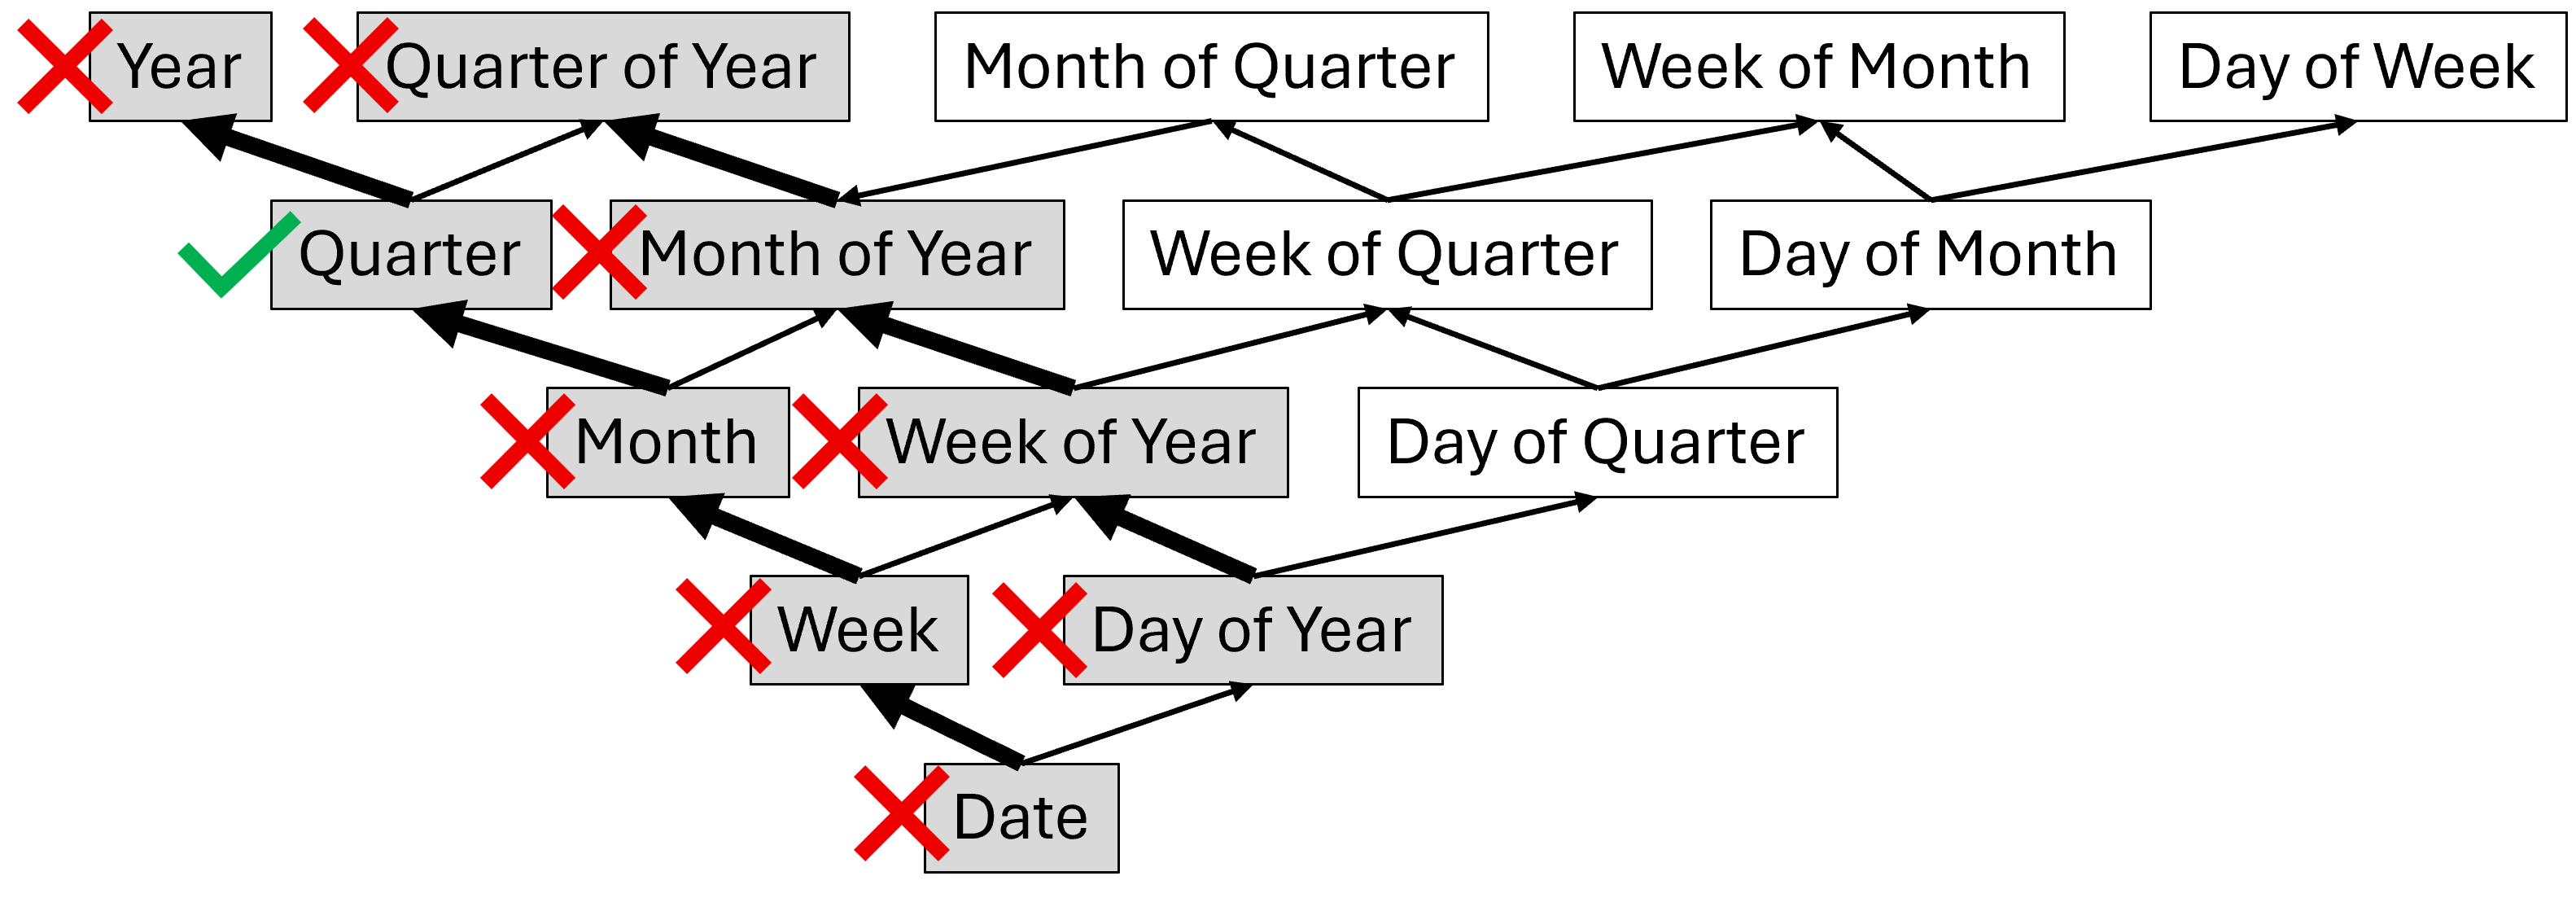 Year
Quarter of Year
Month of Quarter
Week of Month
Day of Week
Quarter
Month of Year
Week of Quarter
Day of Month
Month
Week of Year
Day of Quarter
Week
Day of Year
Date